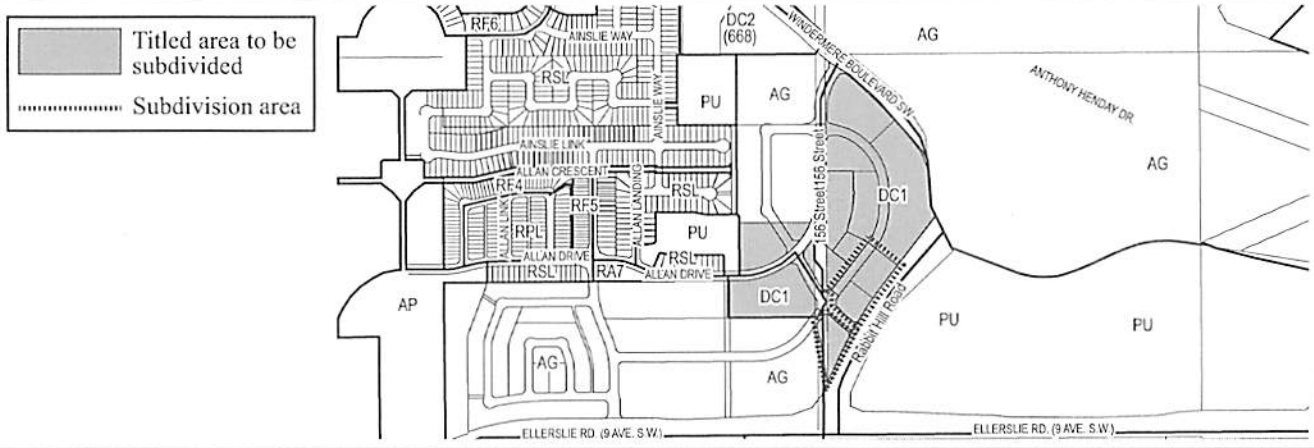 Titled area to be
subdivided
Subdivision area
RF6
AINSLIE WAY
DC2
(668)
WINDERMERE BOULEVARD SW
AG
RSL
AINSLIE WAY
PU
AG
ANTHONY HENDAY DR.
AG
AINSLIE LINK
ALLAN CRESCENT
156 Street
156 Street
RF4
ALLAN LINK
RF5
ALLAN LANDING
RSL
DC1
RPL
PU
ALLAN DRIVE
RSL
RSL
RA7
ALLAN DRIVE
AP
DC1
Rabbit Hill Road
PU
PU
AG
AG
ELLERSLIE RD. (9 AVE. S.W.)
ELLERSLIE RD. (9 AVE. S.W.)